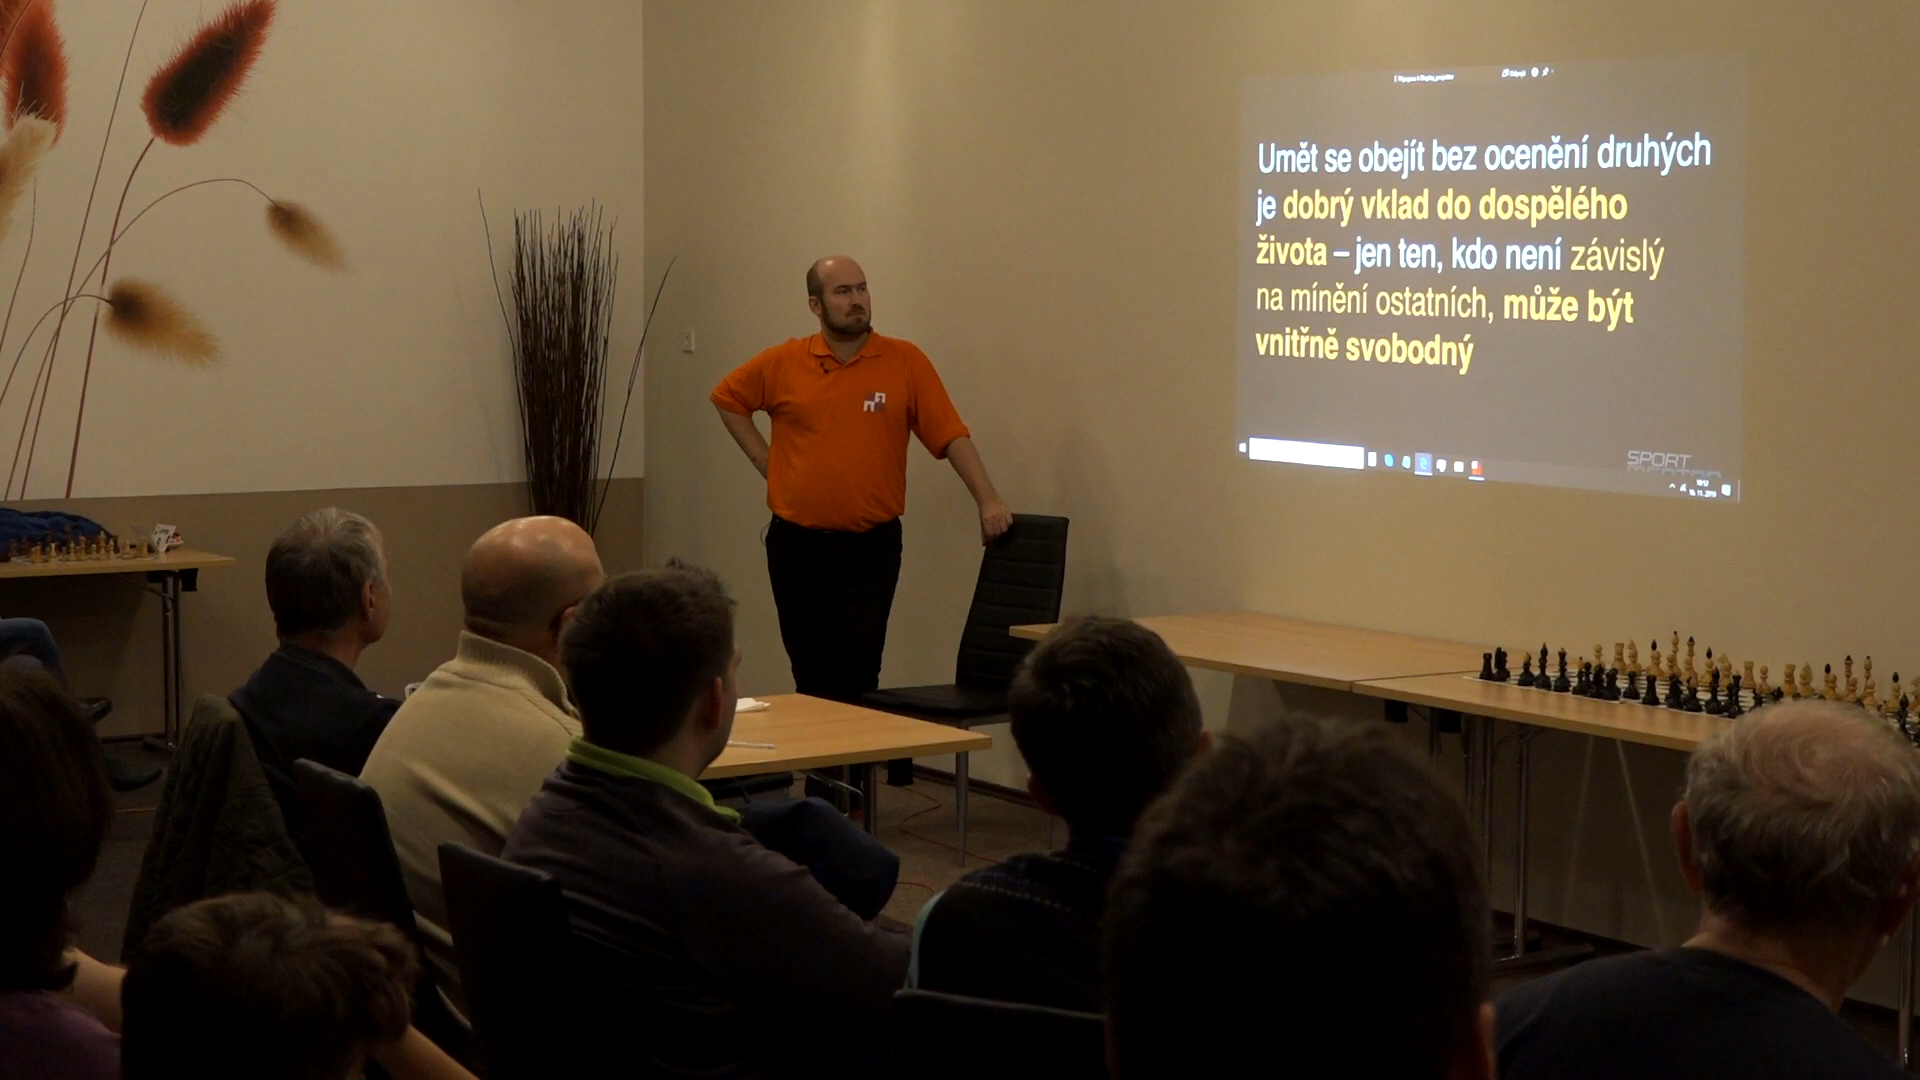 Umět se obejít bez ocenění druhých
je dobrý vklad do dospělého
života – jen ten, kdo není závislý
na mínění ostatních, může být
vnitřně svobodný
SPORT